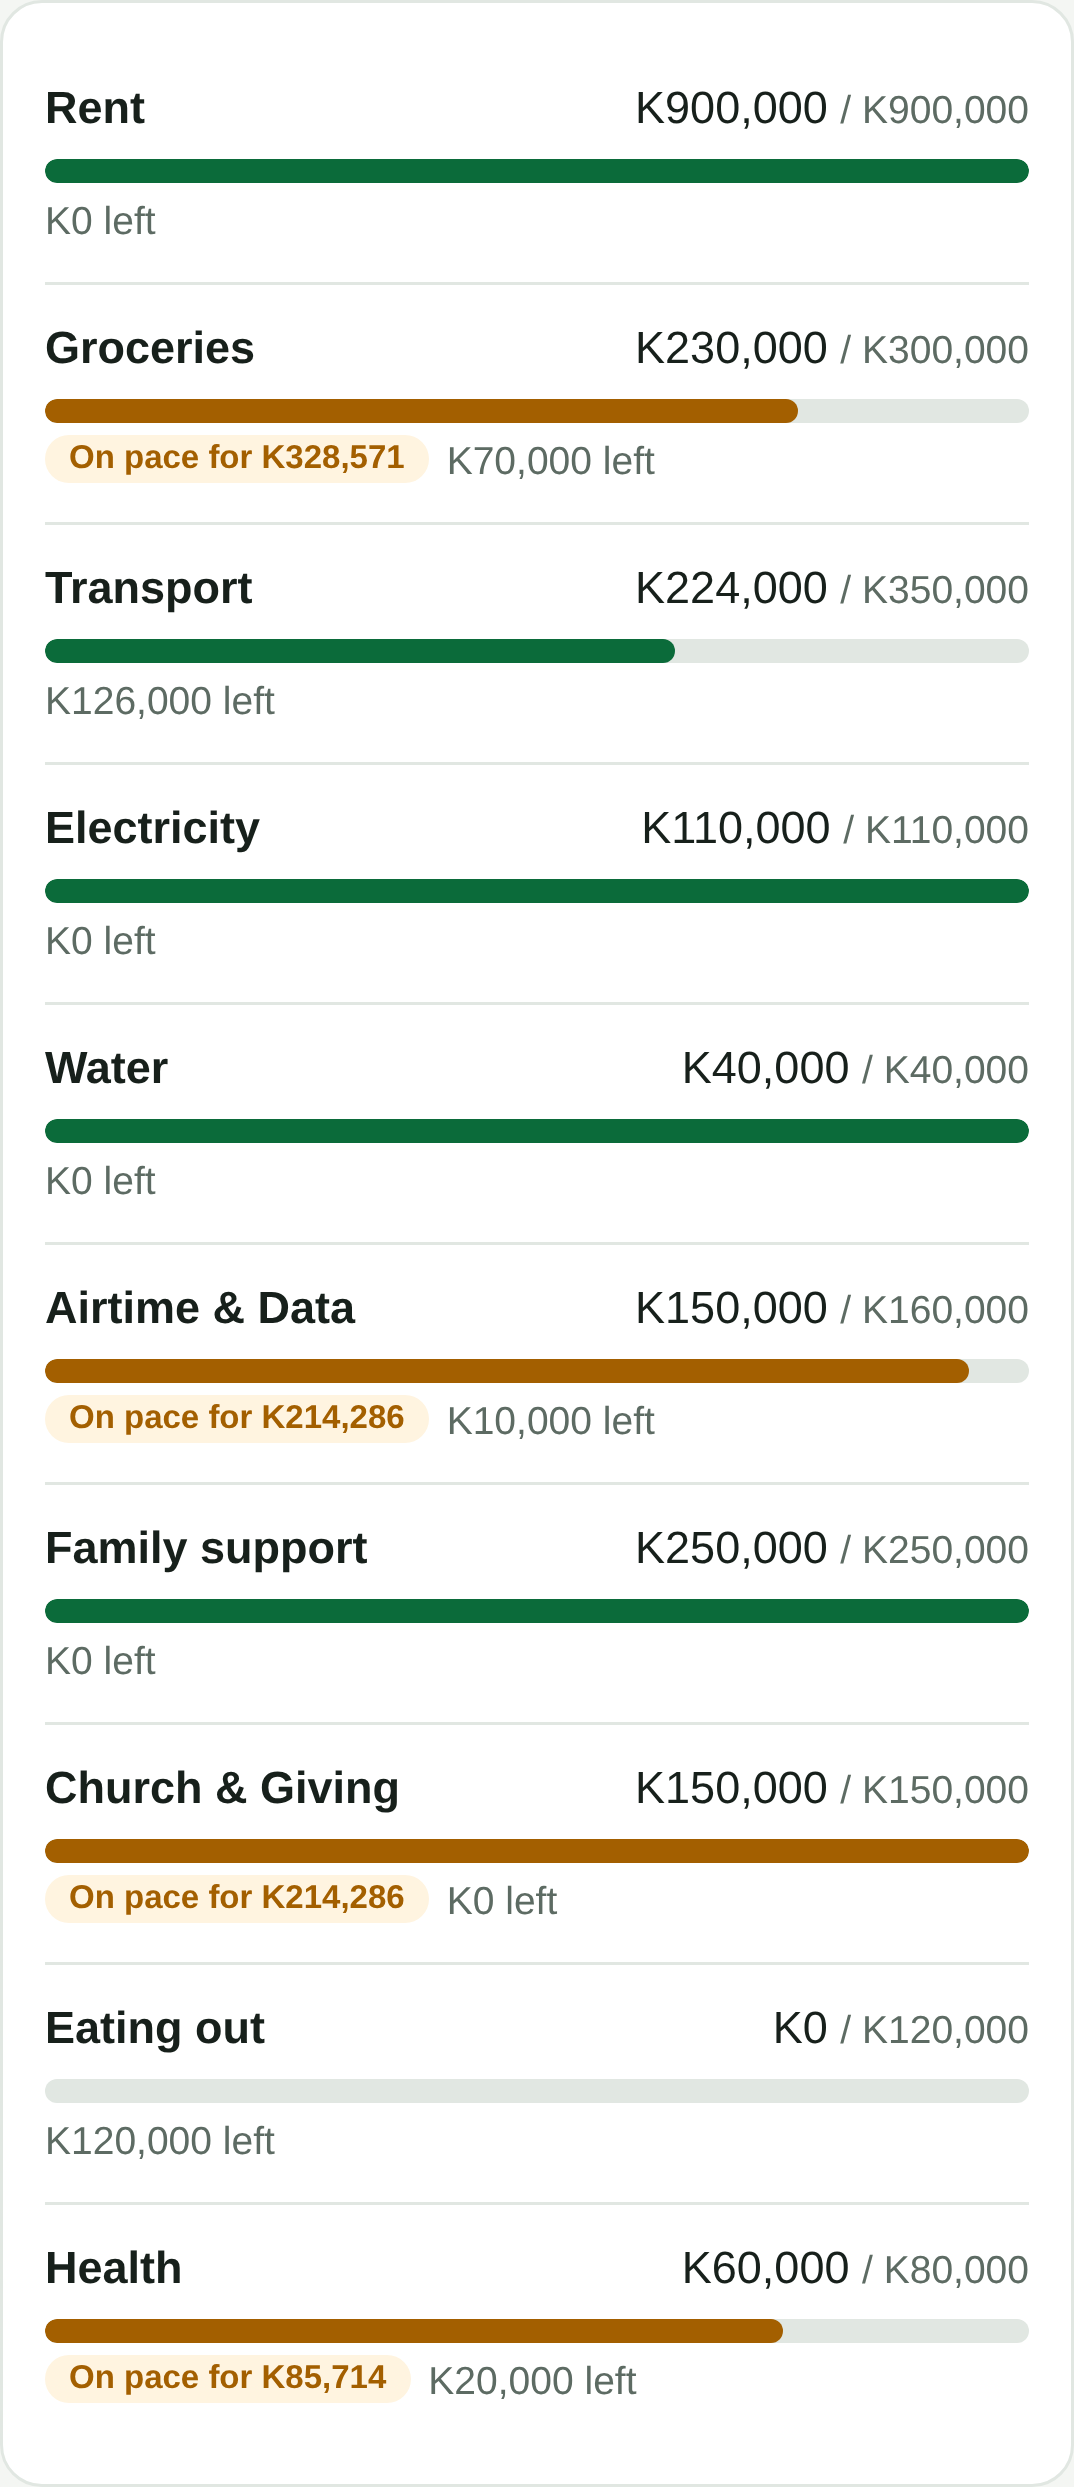 Rent K900,000 / K900,000
K0 left
Groceries K230,000 / K300,000
On pace for K328,571 K70,000 left
Transport K224,000 / K350,000
K126,000 left
Electricity K110,000 / K110,000
K0 left
Water K40,000 / K40,000
K0 left
Airtime & Data K150,000 / K160,000
On pace for K214,286 K10,000 left
Family support K250,000 / K250,000
K0 left
Church & Giving K150,000 / K150,000
On pace for K214,286 K0 left
Eating out K0 / K120,000
K120,000 left
Health K60,000 / K80,000
On pace for K85,714 K20,000 left